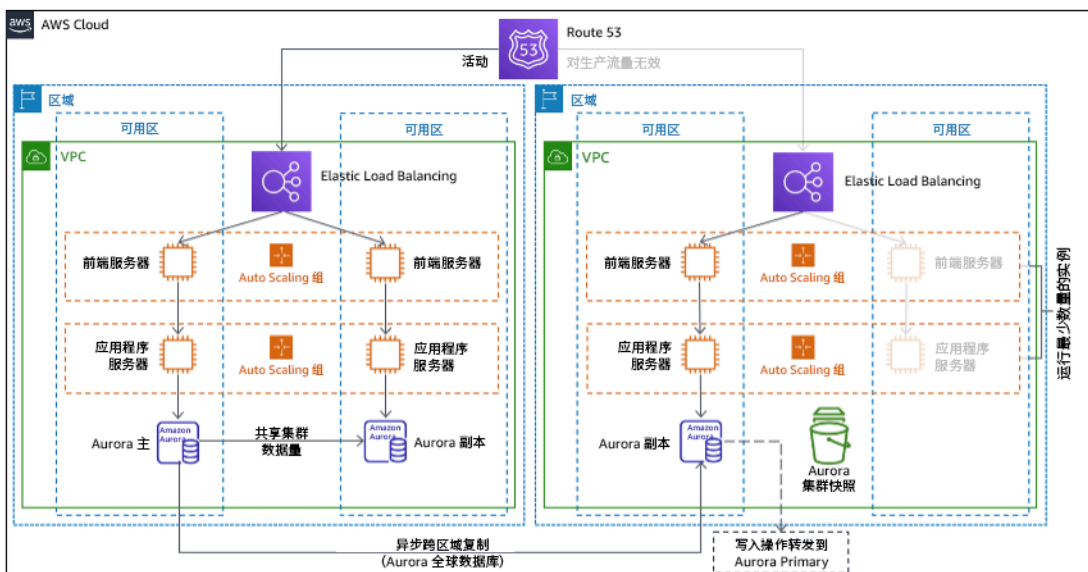 aws
AWS Cloud
Route 53
53
活动
对生产流量无效
区域
可用区
可用区
VPC
Elastic Load Balancing
前端服务器
Auto Scaling 组
前端服务器
应用程序
服务器
Auto Scaling 组
应用程序
服务器
Aurora 主
Amazon
Aurora
共享集群
数据量
Amazon
Aurora
Aurora 副本
区域
可用区
可用区
VPC
Elastic Load Balancing
前端服务器
Auto Scaling 组
前端服务器
应用程序
服务器
Auto Scaling 组
应用程序
服务器
运行最少数量的实例
Aurora 副本
Amazon
Aurora
Aurora
集群快照
异步跨区域复制
(Aurora 全球数据库)
写入操作转发到
Aurora Primary